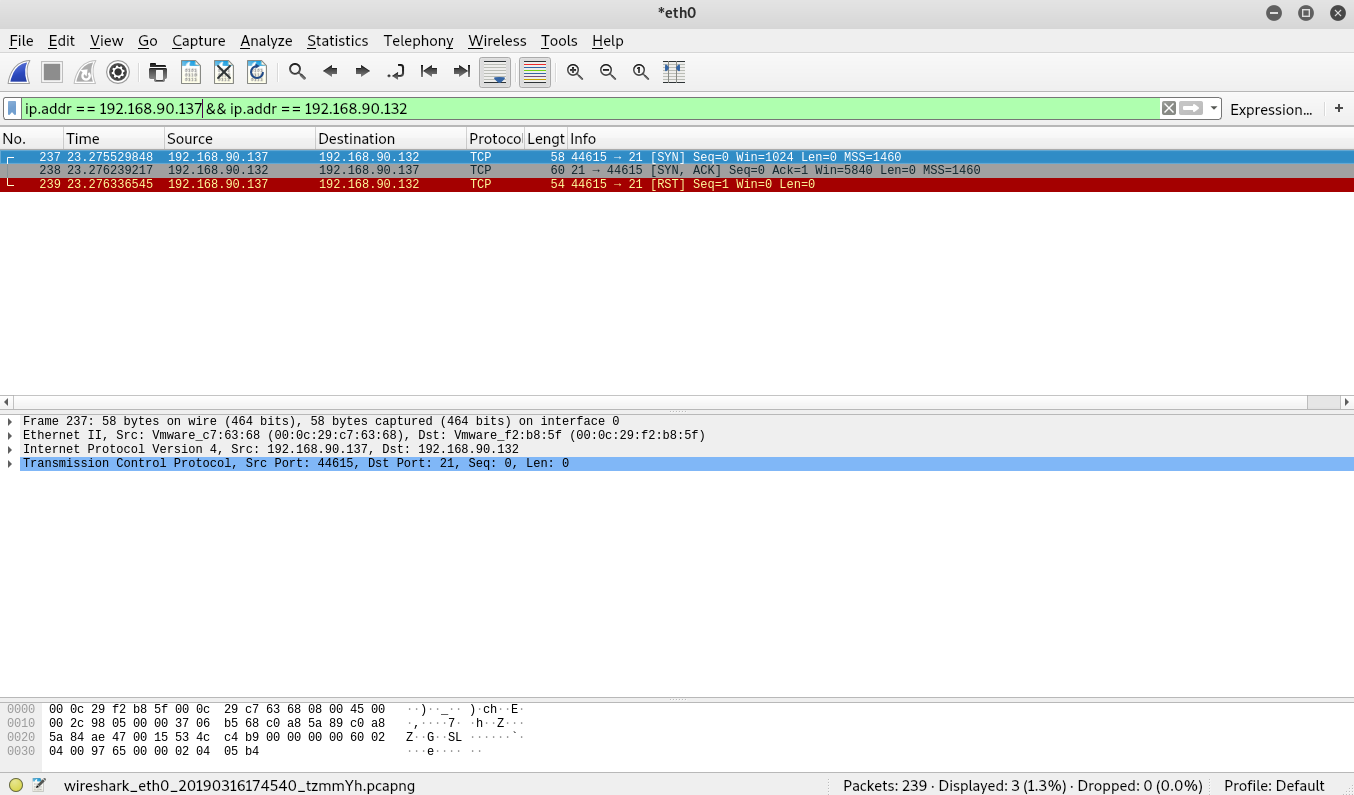 *eth0
File Edit View Go Capture Analyze Statistics Telephony Wireless Tools Help
ip.addr == 192.168.90.137 && ip.addr == 192.168.90.132 Expression... +
No. Time Source Destination Protocol Lengt Info
237 23.275529848 192.168.90.137 192.168.90.132 TCP 58 44615 → 21 [SYN] Seq=0 Win=1024 Len=0 MSS=1460
238 23.276239217 192.168.90.132 192.168.90.137 TCP 60 21 → 44615 [SYN, ACK] Seq=0 Ack=1 Win=5840 Len=0 MSS=1460
239 23.276336545 192.168.90.137 192.168.90.132 TCP 54 44615 → 21 [RST] Seq=1 Win=0 Len=0
Frame 237: 58 bytes on wire (464 bits), 58 bytes captured (464 bits) on interface 0
Ethernet II, Src: Vmware_c7:63:68 (00:0c:29:c7:63:68), Dst: Vmware_f2:b8:5f (00:0c:29:f2:b8:5f)
Internet Protocol Version 4, Src: 192.168.90.137, Dst: 192.168.90.132
Transmission Control Protocol, Src Port: 44615, Dst Port: 21, Seq: 0, Len: 0
0000 00 0c 29 f2 b8 5f 00 0c 29 c7 63 68 08 00 45 00 ··)··_·· )·ch··E·
0010 00 2c 98 05 00 00 37 06 b5 68 c0 a8 5a 89 c0 a8 ·,····7· ·h··Z···
0020 5a 84 ae 47 00 15 53 4c c4 b9 00 00 00 00 60 02 Z··G··SL ······`·
0030 04 00 97 65 00 00 02 04 05 b4 ···e···· ··
wireshark_eth0_20190316174540_tzmmYh.pcapng Packets: 239 · Displayed: 3 (1.3%) · Dropped: 0 (0.0%) Profile: Default